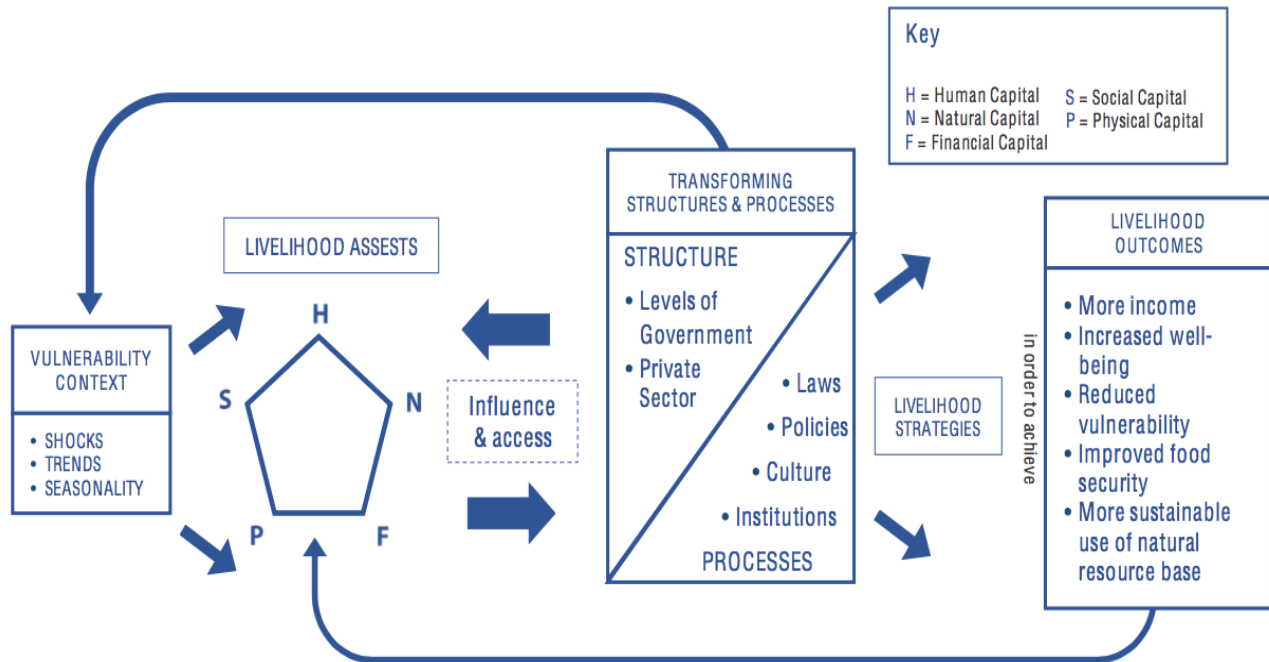 Key
H = Human Capital
N = Natural Capital
F = Financial Capital
S = Social Capital
P = Physical Capital
TRANSFORMING
STRUCTURES & PROCESSES
STRUCTURE
• Levels of
Government
• Private
Sector
• Laws
• Policies
• Culture
• Institutions
PROCESSES
LIVELIHOOD ASSESTS
H
S
N
P
F
VULNERABILITY
CONTEXT
• SHOCKS
• TRENDS
• SEASONALITY
Influence
& access
LIVELIHOOD
STRATEGIES
in order to achieve
LIVELIHOOD
OUTCOMES
• More income
• Increased well-
being
• Reduced
vulnerability
• Improved food
security
• More sustainable
use of natural
resource base